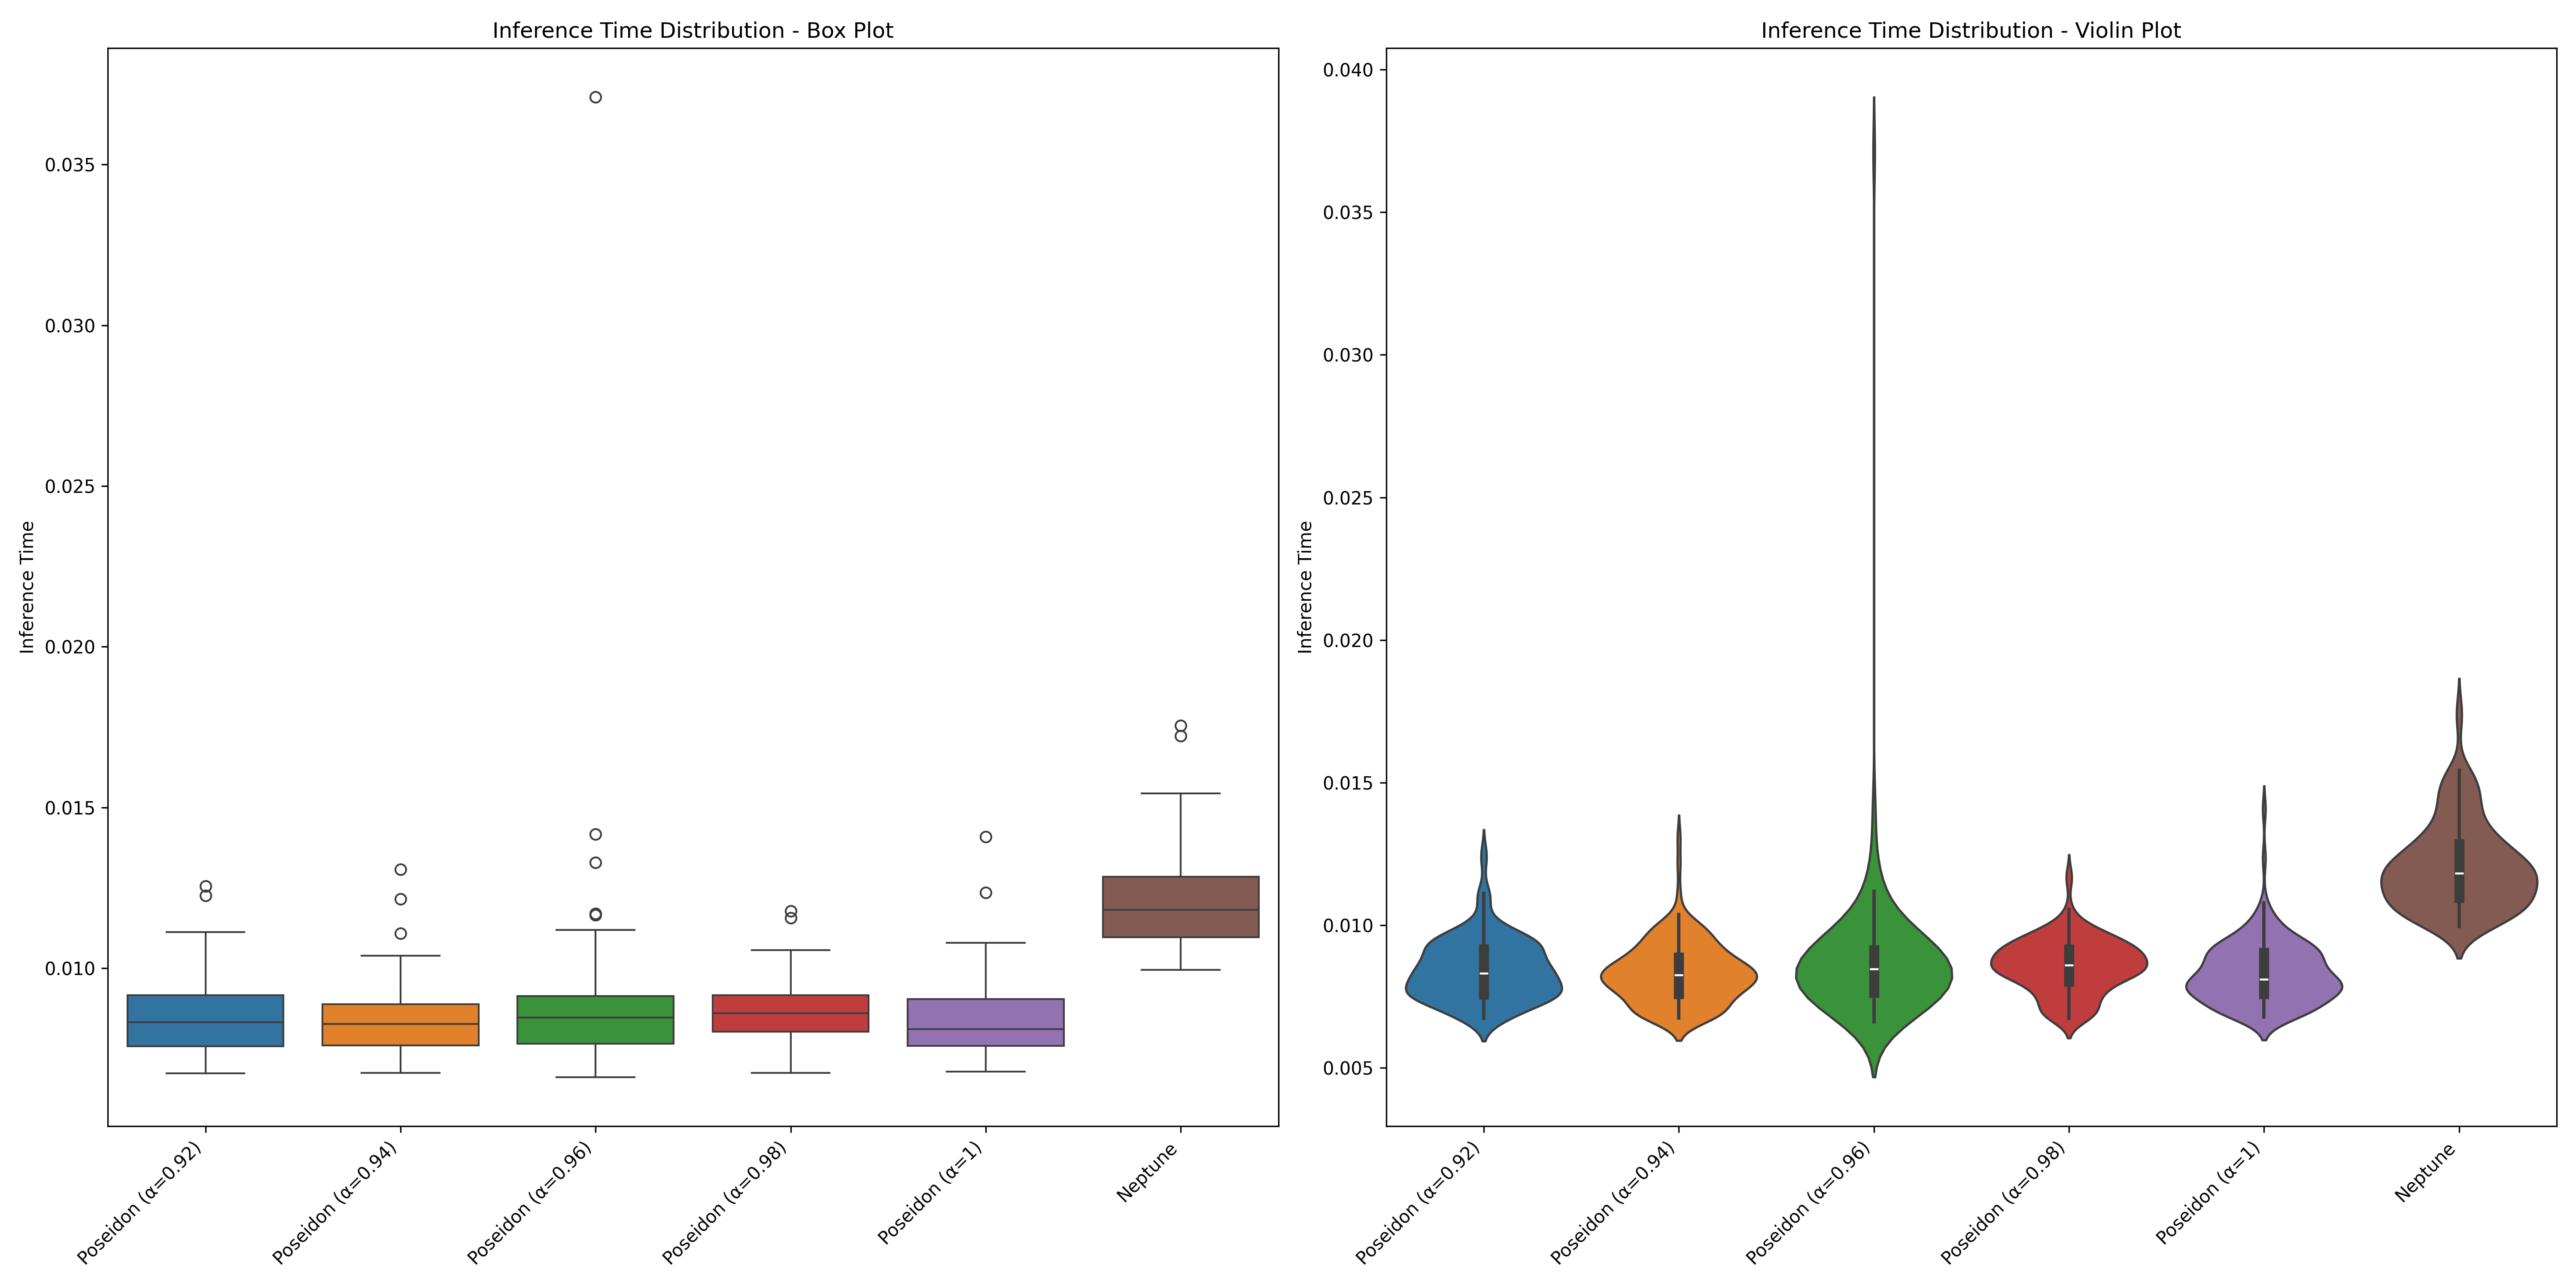 Inference Time Distribution - Box Plot
Inference Time
0.035
0.030
0.025
0.020
0.015
0.010
Poseidon (α=0.92)
Poseidon (α=0.94)
Poseidon (α=0.96)
Poseidon (α=0.98)
Poseidon (α=1)
Neptune
Inference Time Distribution - Violin Plot
Inference Time
0.040
0.035
0.030
0.025
0.020
0.015
0.010
0.005
Poseidon (α=0.92)
Poseidon (α=0.94)
Poseidon (α=0.96)
Poseidon (α=0.98)
Poseidon (α=1)
Neptune